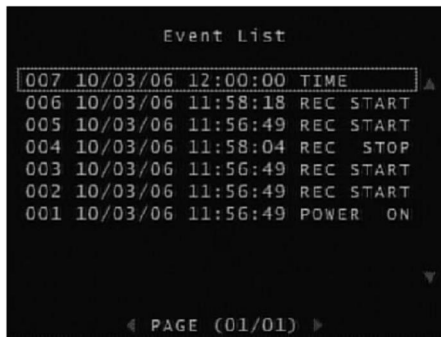 Event List
007 10/03/06 12:00:00 TIME
006 10/03/06 11:58:18 REC START
005 10/03/06 11:56:49 REC START
004 10/03/06 11:58:04 REC STOP
003 10/03/06 11:56:49 REC START
002 10/03/06 11:56:49 REC START
001 10/03/06 11:56:49 POWER ON
PAGE (01/01)